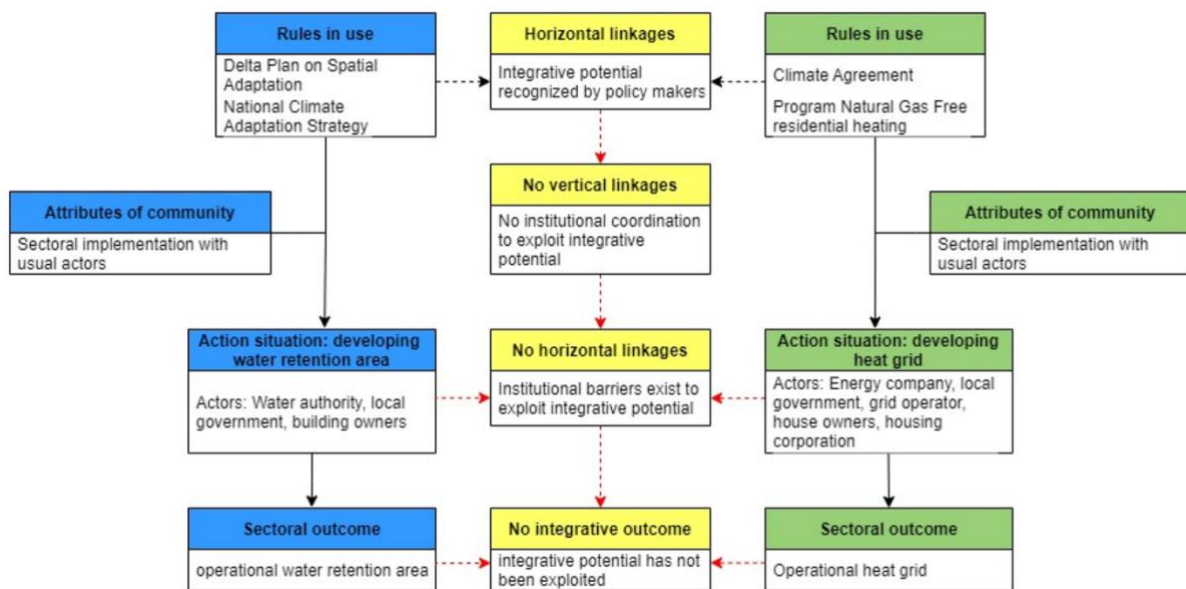 Rules in use
Delta Plan on Spatial
Adaptation
National Climate
Adaptation Strategy
Horizontal linkages
Integrative potential
recognized by policy makers
Rules in use
Climate Agreement
Program Natural Gas Free
residential heating
Attributes of community
Sectoral implementation with
usual actors
No vertical linkages
No institutional coordination
to exploit integrative
potential
Attributes of community
Sectoral implementation with
usual actors
Action situation: developing
water retention area
Actors: Water authority, local
government, building owners
No horizontal linkages
Institutional barriers exist to
exploit integrative potential
Action situation: developing
heat grid
Actors: Energy company, local
government, grid operator,
house owners, housing
corporation
Sectoral outcome
operational water retention area
No integrative outcome
integrative potential has not
been exploited
Sectoral outcome
Operational heat grid